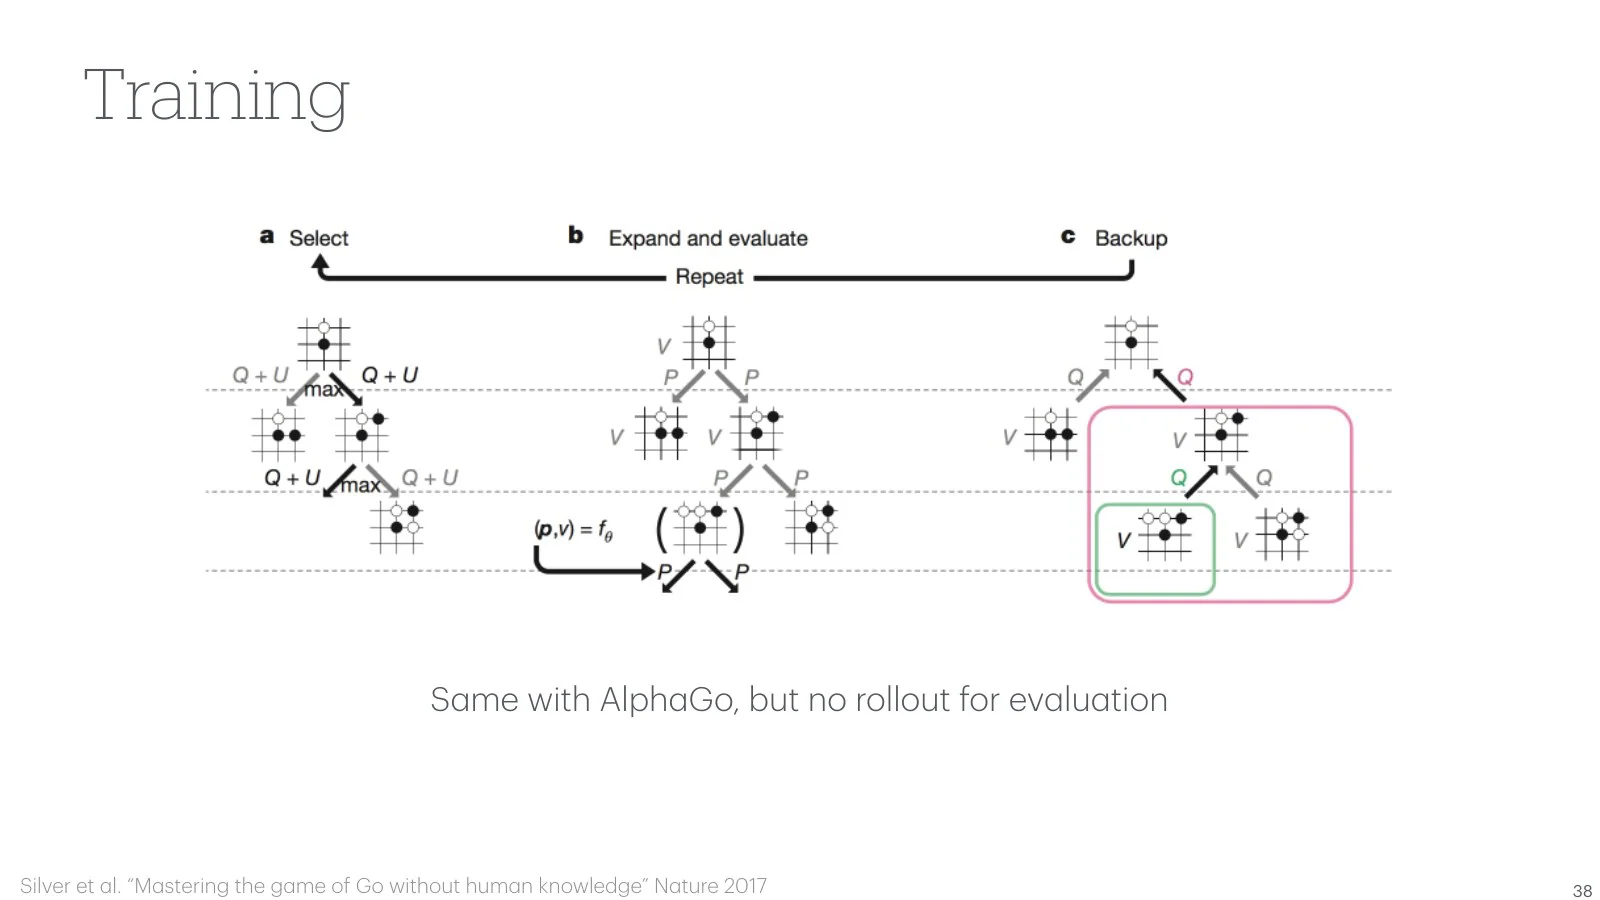 Training
a Select
b Expand and evaluate
c Backup
Repeat
Q + U
max
Q + U
Q + U
max
Q + U
V
P
P
V
V
P
P
(p,v) = fθ
( )
P
P
Q
Q
V
V
Q
Q
V
V
Same with AlphaGo, but no rollout for evaluation
Silver et al. “Mastering the game of Go without human knowledge” Nature 2017
38